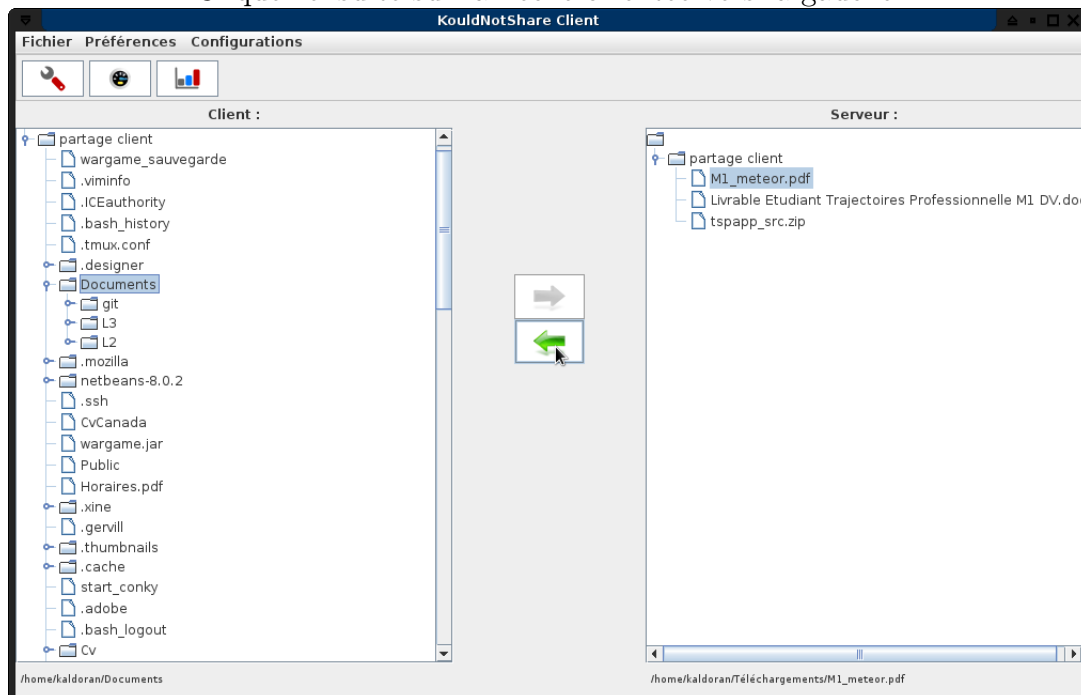 KouldNotShare Client
Fichier Préférences Configurations
Client :
partage client
wargame_sauvegarde
.viminfo
.ICEauthority
.bash_history
.tmux.conf
.designer
Documents
git
L3
L2
.mozilla
netbeans-8.0.2
.ssh
CvCanada
wargame.jar
Public
Horaires.pdf
.xine
.gervill
.thumbnails
.cache
start_conky
.adobe
.bash_logout
Cv
/home/kaldoran/Documents
Serveur :
partage client
M1_meteor.pdf
Livrable Etudiant Trajectoires Professionnelle M1 DV.do
tspapp_src.zip
/home/kaldoran/Téléchargements/M1_meteor.pdf